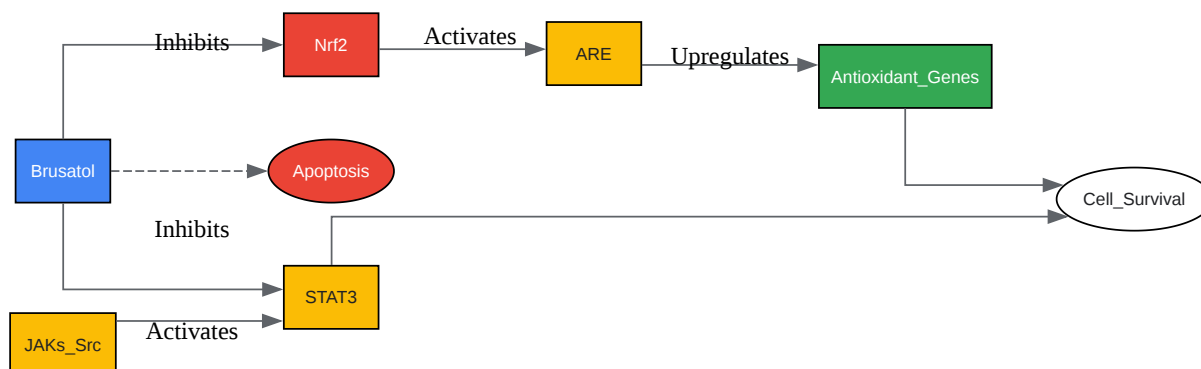 Inhibits
Nrf2
Activates
ARE
Upregulates
Antioxidant_Genes
Brusatol
Apoptosis
Cell_Survival
Inhibits
STAT3
JAKs_Src
Activates